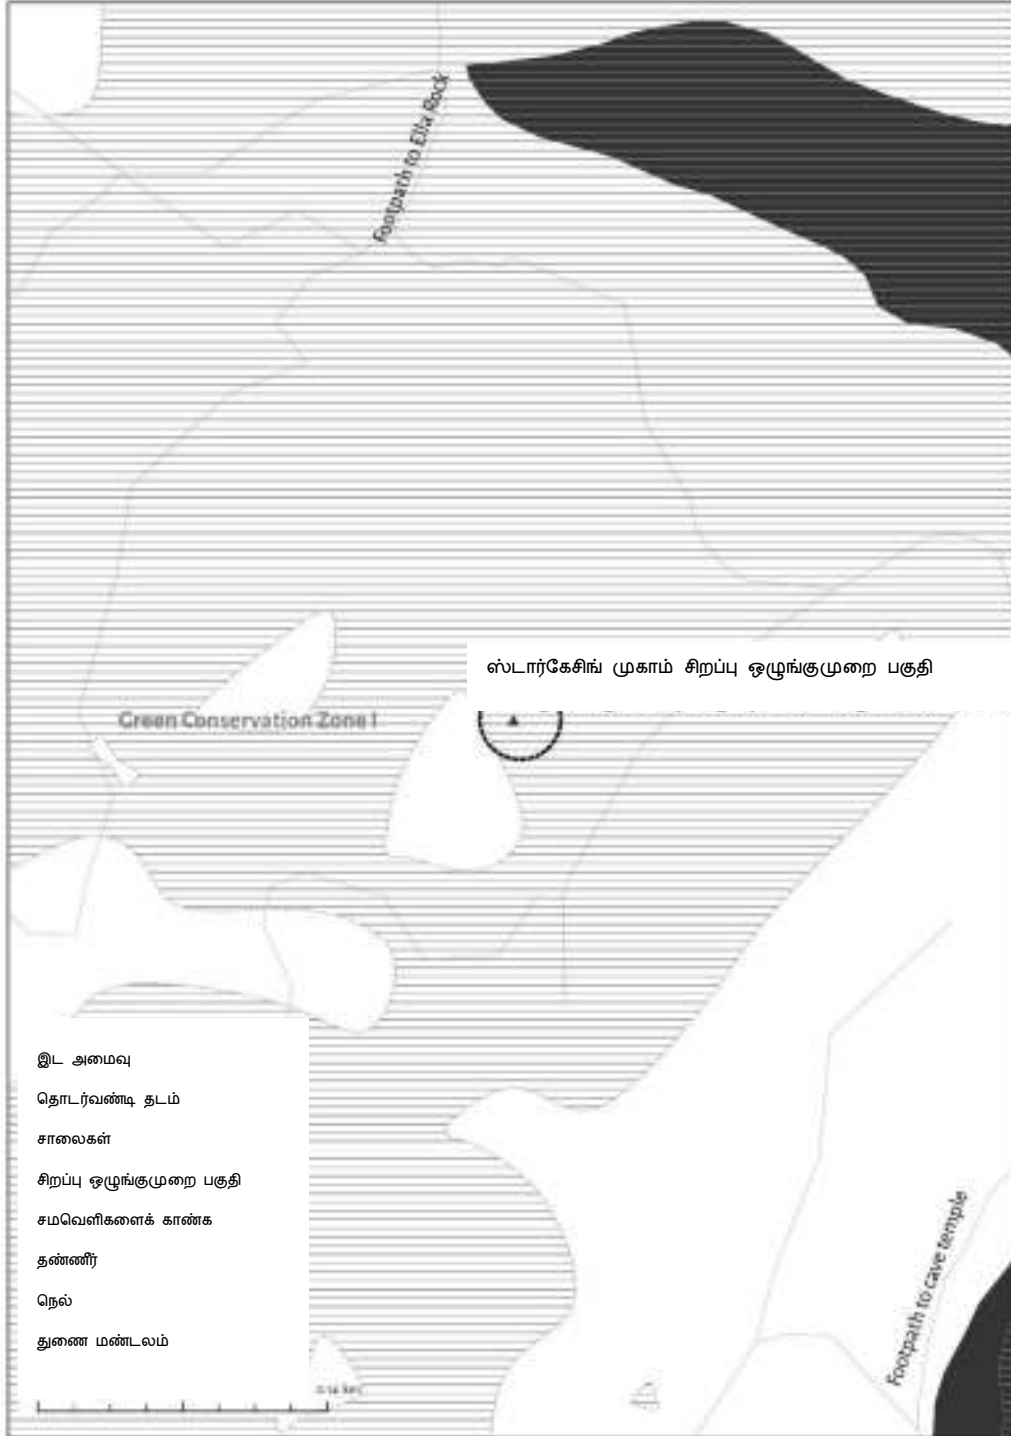 Footpath to Ella Rock
ஸ்டார்கேசிங் முகாம் சிறப்பு ஒழுங்குமுறை பகுதி
Green Conservation Zone I
இட அமைவு
தொடர்வண்டி தடம்
சாலைகள்
சிறப்பு ஒழுங்குமுறை பகுதி
சமவெளிகளைக் காண்க
தண்ணீர்
நெல்
துணை மண்டலம்
Footpath to cave temple